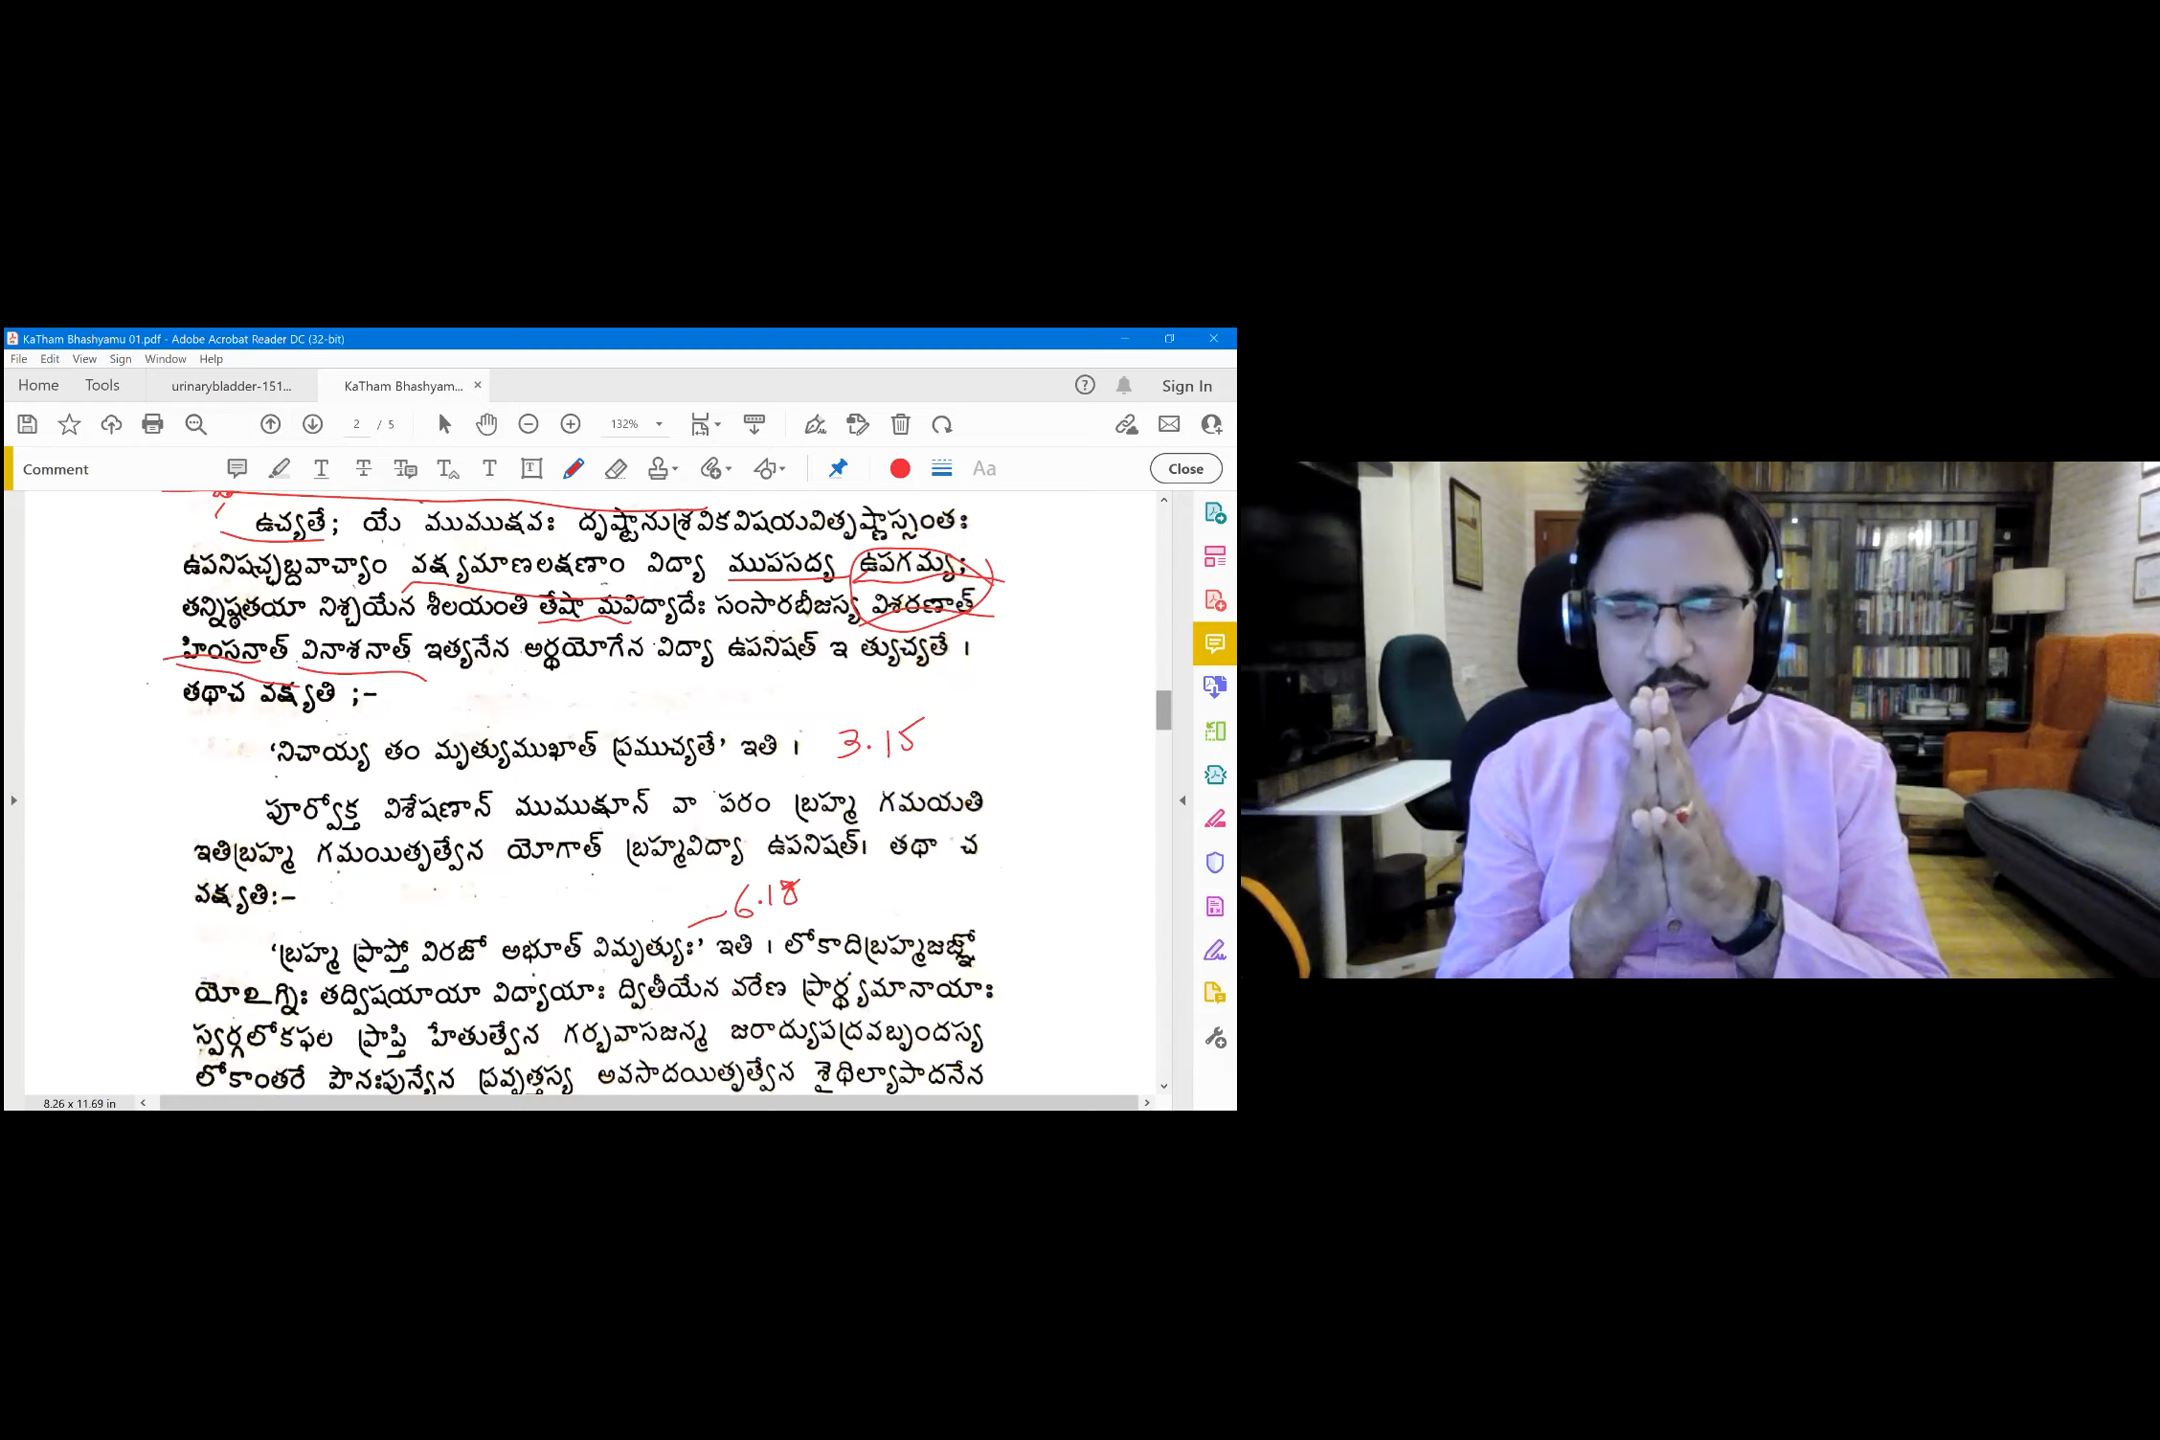 KaTham Bhashyamu 01.pdf - Adobe Acrobat Reader DC (32-bit)
File Edit View Sign Window Help
Home Tools urinarybladder-151... KaTham Bhashyam... × Sign In
2 / 5 132%
Comment Aa Close
ఉచ్యతే; యే ముముక్షవః దృష్టానుశ్రవికవిషయవితృష్ణాస్సంతః
ఉపనిషచ్ఛబ్దవాచ్యాం వక్ష్యమాణలక్షణాం విద్యా ముపసద్య ఉపగమ్య;
తన్నిష్ఠతయా నిశ్చయేన శీలయంతి తేషా మవిద్యాదేః సంసారబీజస్య విశరణాత్
హింసనాత్ వినాశనాత్ ఇత్యనేన అర్థయోగేన విద్యా ఉపనిషత్ ఇ త్యుచ్యతే ।
తథాచ వక్ష్యతి ;–
'నిచాయ్య తం మృత్యుముఖాత్ ప్రముచ్యతే' ఇతి । 3.15
పూర్వోక్త విశేషణాన్ ముముక్షూన్ వా పరం బ్రహ్మ గమయతి
ఇతిబ్రహ్మ గమయితృత్వేన యోగాత్ బ్రహ్మవిద్యా ఉపనిషత్। తథా చ
వక్ష్యతి:–
6.18
'బ్రహ్మ ప్రాప్తో విరజో అభూత్ విమృత్యుః' ఇతి । లోకాదిబ్రహ్మజజ్ఞో
యోఽగ్నిః తద్విషయాయా విద్యాయాః ద్వితీయేన వరేణ ప్రార్థ్యమానాయాః
స్వర్గలోకఫల ప్రాప్తి హేతుత్వేన గర్భవాసజన్మ జరాద్యుపద్రవబృందస్య
లోకాంతరే పౌనఃపున్యేన ప్రవృత్తస్య అవసాదయితృత్వేన శైథిల్యాపాదనేన
8.26 x 11.69 in